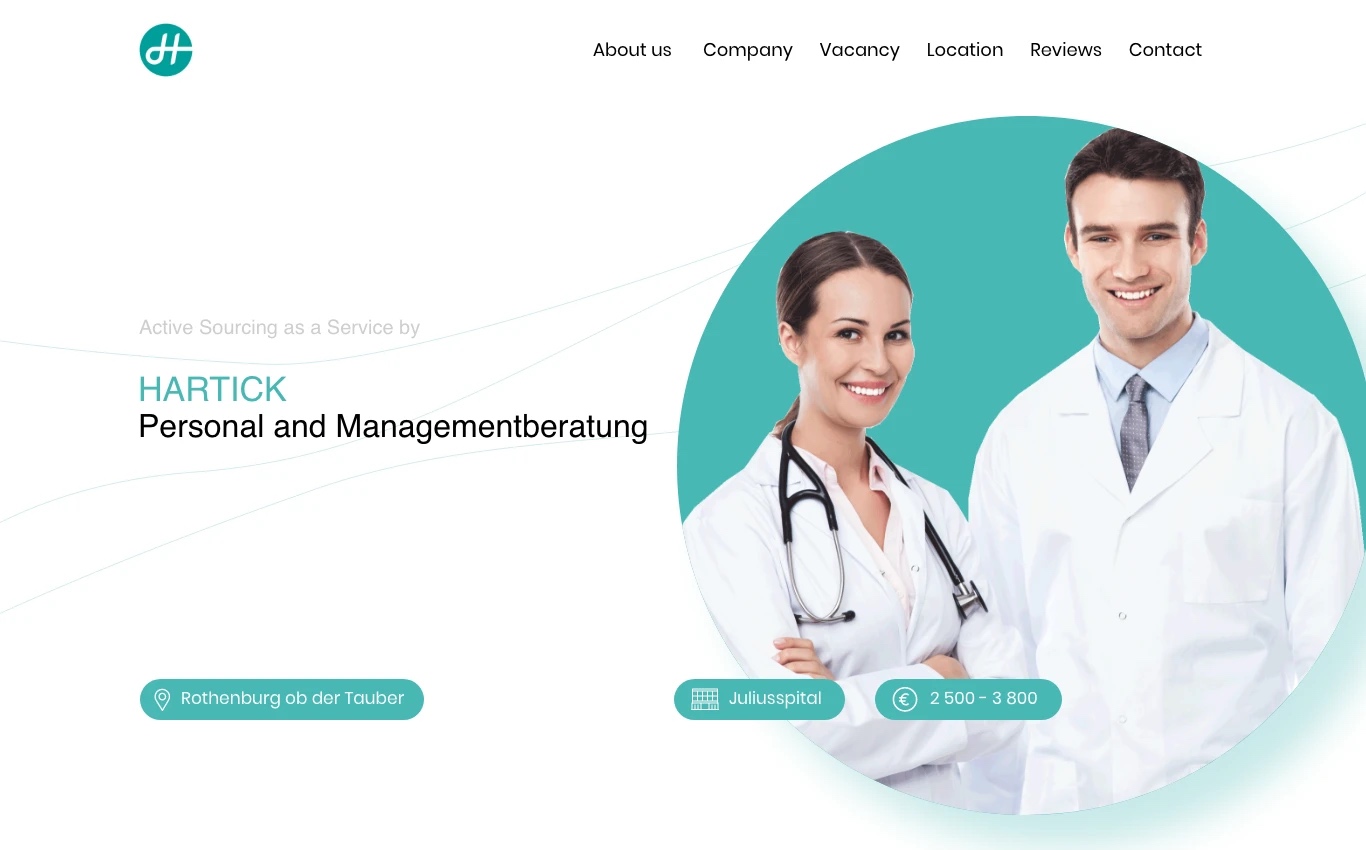 H
About us Company Vacancy Location Reviews Contact
Active Sourcing as a Service by
HARTICK
Personal and Managementberatung
Rothenburg ob der Tauber
Juliusspital
€ 2 500 - 3 800